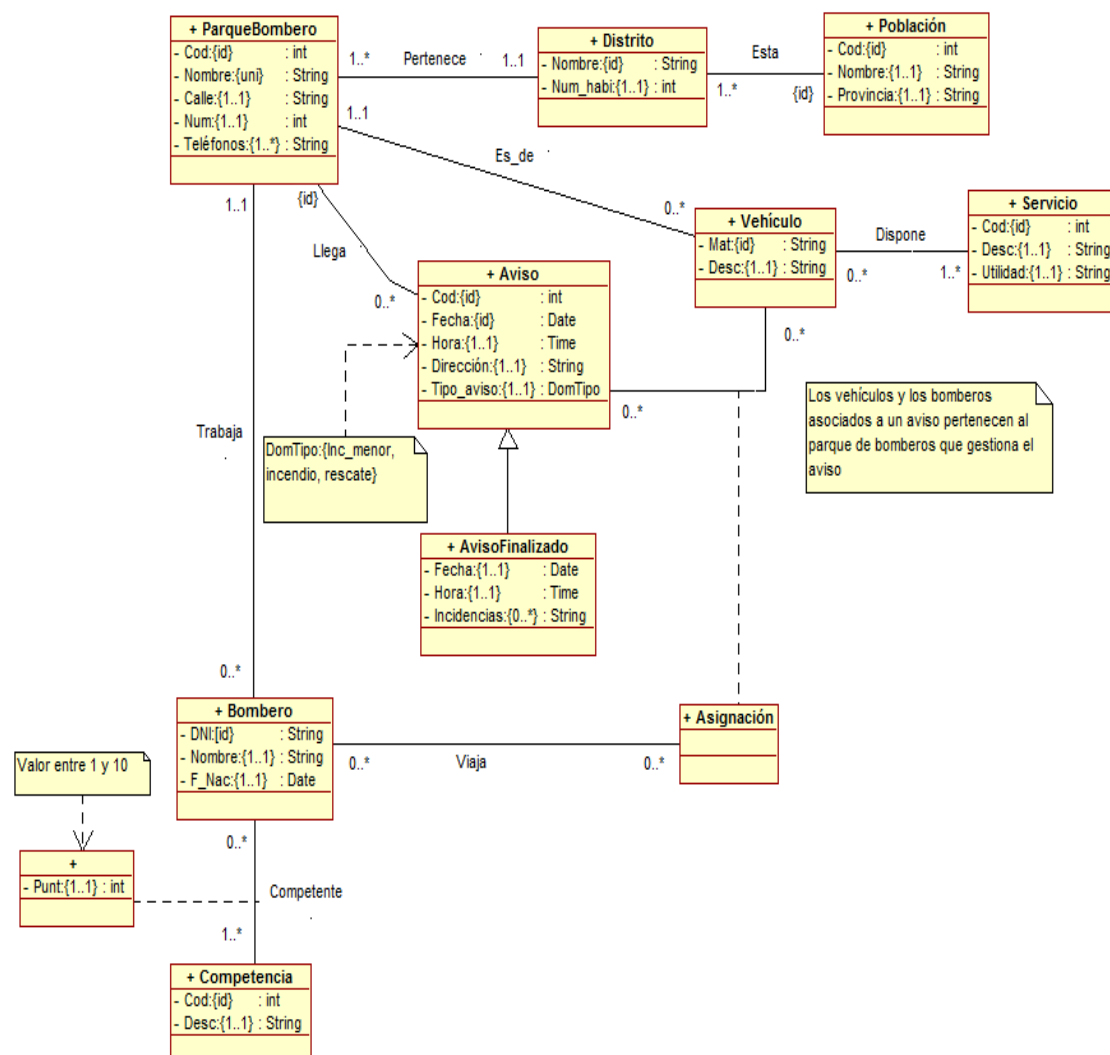 + ParqueBombero
- Cod:{id} : int
- Nombre:{uni} : String
- Calle:{1..1} : String
- Num:{1..1} : int
- Teléfonos:{1..*} : String
1..*
Pertenece
1..1
+ Distrito
- Nombre:{id} : String
- Num_habi:{1..1} : int
Esta
1..*
{id}
+ Población
- Cod:{id} : int
- Nombre:{1..1} : String
- Provincia:{1..1} : String
1..1
Es_de
0..*
1..1
{id}
Llega
0..*
+ Vehículo
- Mat:{id} : String
- Desc:{1..1} : String
Dispone
0..*
1..*
+ Servicio
- Cod:{id} : int
- Desc:{1..1} : String
- Utilidad:{1..1} : String
+ Aviso
- Cod:{id} : int
- Fecha:{id} : Date
- Hora:{1..1} : Time
- Dirección:{1..1} : String
- Tipo_aviso:{1..1} : DomTipo
0..*
0..*
Los vehículos y los bomberos
asociados a un aviso pertenecen al
parque de bomberos que gestiona el
aviso
Trabaja
DomTipo:{Inc_menor,
incendio, rescate}
+ AvisoFinalizado
- Fecha:{1..1} : Date
- Hora:{1..1} : Time
- Incidencias:{0..*} : String
0..*
+ Bombero
- DNI:[id} : String
- Nombre:{1..1} : String
- F_Nac:{1..1} : Date
0..*
Viaja
0..*
+ Asignación
Valor entre 1 y 10
0..*
+
- Punt:{1..1} : int
Competente
1..*
+ Competencia
- Cod:{id} : int
- Desc:{1..1} : String